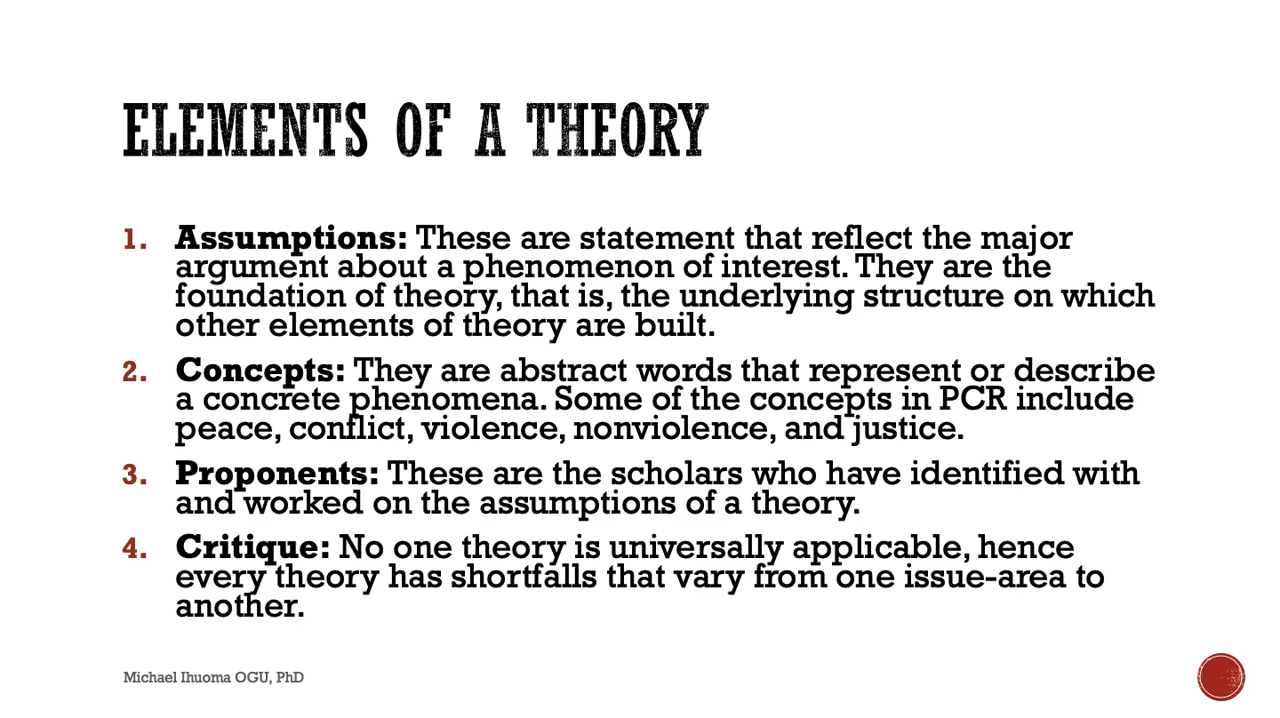 ELEMENTS OF A THEORY
1. Assumptions: These are statement that reflect the major
argument about a phenomenon of interest. They are the
foundation of theory, that is, the underlying structure on which
other elements of theory are built.
2. Concepts: They are abstract words that represent or describe
a concrete phenomena. Some of the concepts in PCR include
peace, conflict, violence, nonviolence, and justice.
3. Proponents: These are the scholars who have identified with
and worked on the assumptions of a theory.
4. Critique: No one theory is universally applicable, hence
every theory has shortfalls that vary from one issue-area to
another.
Michael Ihuoma OGU, PhD